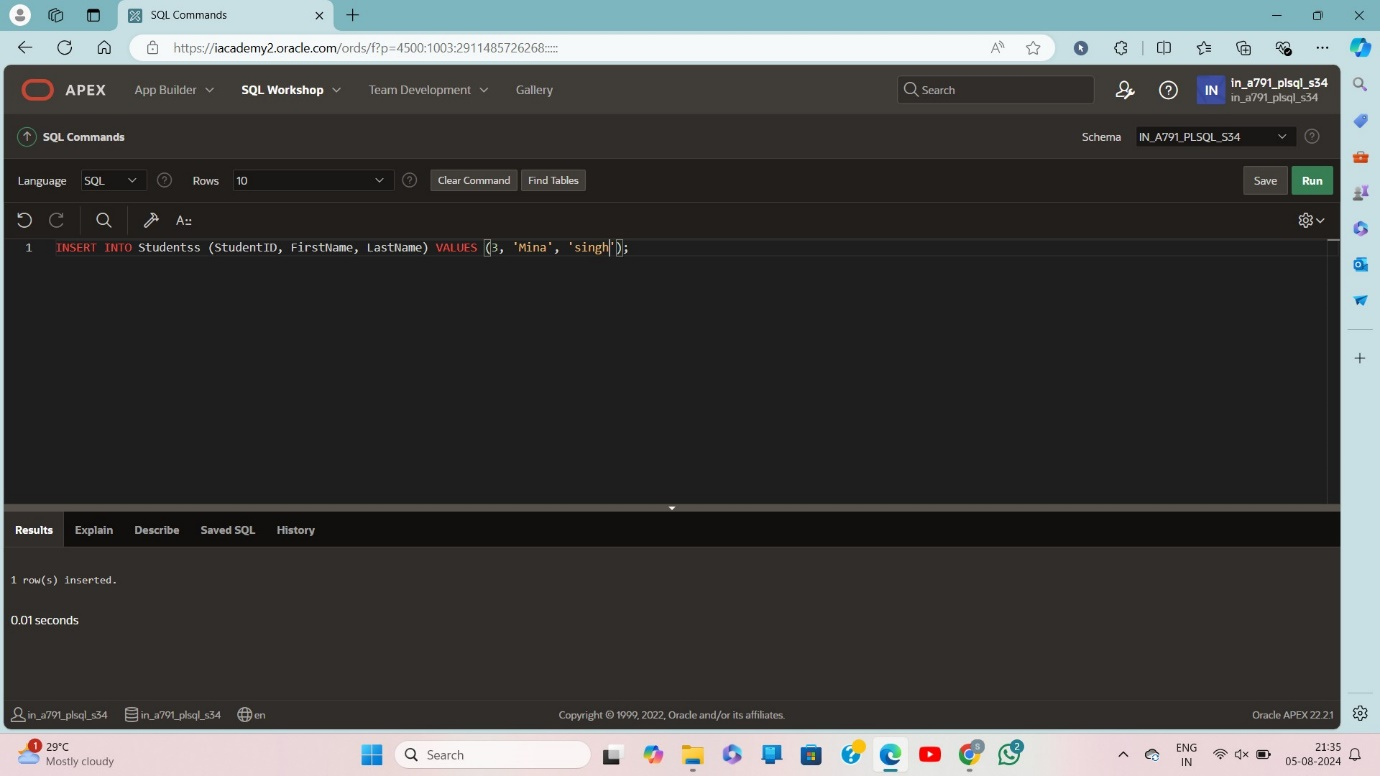 SQL Commands
https://iacademy2.oracle.com/ords/f?p=4500:1003:2911485726268:::::
APEX App Builder SQL Workshop Team Development Gallery Search IN in_a791_plsql_s34
in_a791_plsql_s34
SQL Commands Schema IN_A791_PLSQL_S34
Language SQL Rows 10 Clear Command Find Tables Save Run
A::
1 INSERT INTO Studentss (StudentID, FirstName, LastName) VALUES (3, 'Mina', 'singh');
Results Explain Describe Saved SQL History
1 row(s) inserted.
0.01 seconds
in_a791_plsql_s34 in_a791_plsql_s34 en Copyright © 1999, 2022, Oracle and/or its affiliates. Oracle APEX 22.2.1
1 29°C
Mostly cloudy
Search
5
2
ENG
IN
21:35
05-08-2024